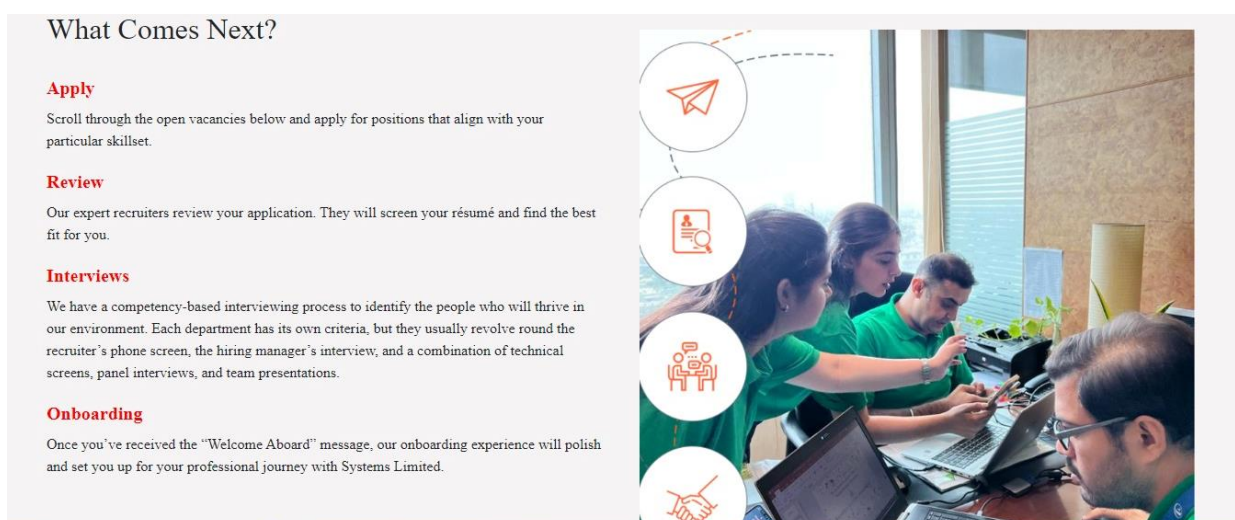 What Comes Next?
Apply
Scroll through the open vacancies below and apply for positions that align with your
particular skillset.
Review
Our expert recruiters review your application. They will screen your résumé and find the best
fit for you.
Interviews
We have a competency-based interviewing process to identify the people who will thrive in
our environment. Each department has its own criteria, but they usually revolve round the
recruiter’s phone screen, the hiring manager’s interview, and a combination of technical
screens, panel interviews, and team presentations.
Onboarding
Once you’ve received the “Welcome Aboard” message, our onboarding experience will polish
and set you up for your professional journey with Systems Limited.